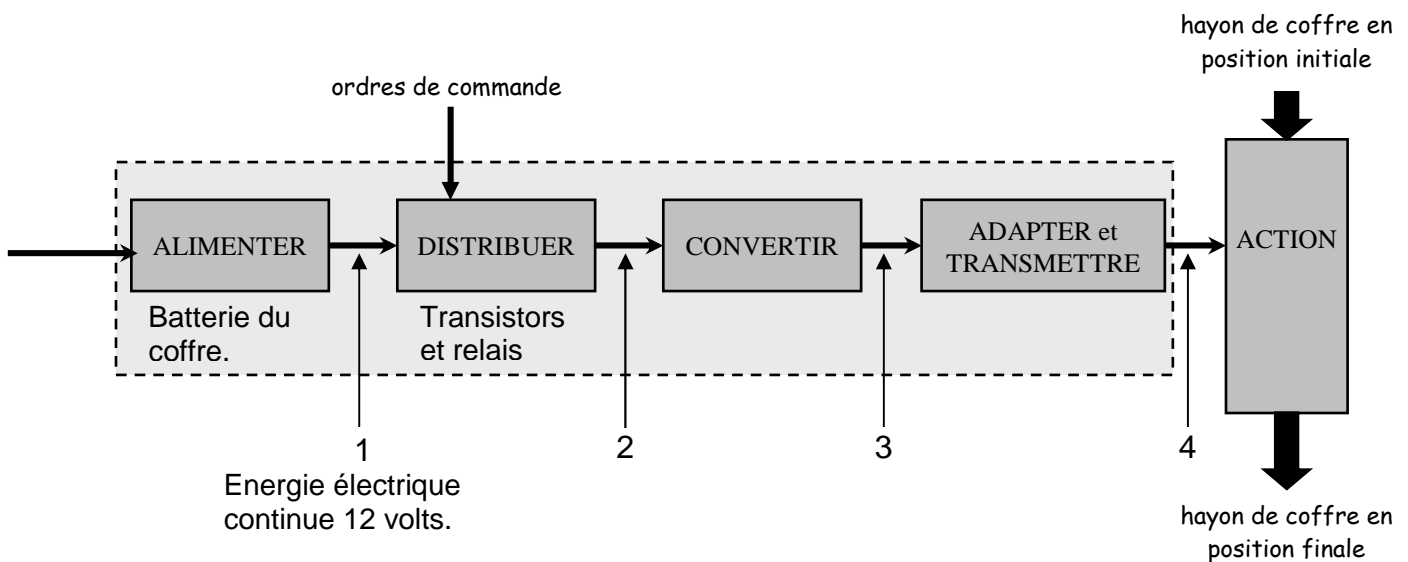 hayon de coffre en
position initiale
ordres de commande
ALIMENTER
DISTRIBUER
CONVERTIR
ADAPTER et
TRANSMETTRE
ACTION
Batterie du
coffre.
Transistors
et relais
1
2
3
4
Energie électrique
continue 12 volts.
hayon de coffre en
position finale